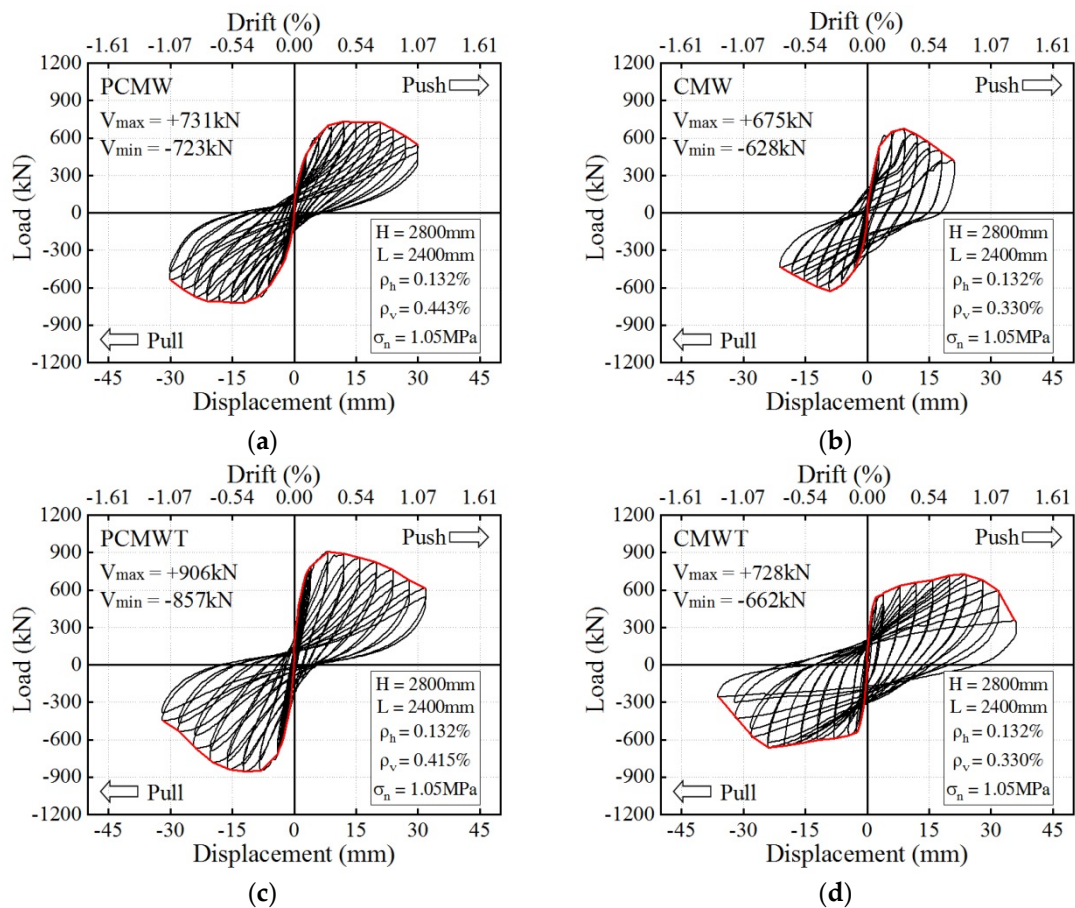 Drift (%)
-1.61 -1.07 -0.54 0.00 0.54 1.07 1.61
1200
900
600
300
0
-300
-600
-900
-1200
Load (kN)
PCMW
Push
Vmax = +731kN
Vmin = -723kN
H = 2800mm
L = 2400mm
ρh = 0.132%
ρv = 0.443%
σn = 1.05MPa
Pull
-45 -30 -15 0 15 30 45
Displacement (mm)
(a)
Drift (%)
-1.61 -1.07 -0.54 0.00 0.54 1.07 1.61
1200
900
600
300
0
-300
-600
-900
-1200
Load (kN)
CMW
Push
Vmax = +675kN
Vmin = -628kN
H = 2800mm
L = 2400mm
ρh = 0.132%
ρv = 0.330%
σn = 1.05MPa
Pull
-45 -30 -15 0 15 30 45
Displacement (mm)
(b)
Drift (%)
-1.61 -1.07 -0.54 0.00 0.54 1.07 1.61
1200
900
600
300
0
-300
-600
-900
-1200
Load (kN)
PCMWT
Push
Vmax = +906kN
Vmin = -857kN
H = 2800mm
L = 2400mm
ρh = 0.132%
ρv = 0.415%
σn = 1.05MPa
Pull
-45 -30 -15 0 15 30 45
Displacement (mm)
(c)
Drift (%)
-1.61 -1.07 -0.54 0.00 0.54 1.07 1.61
1200
900
600
300
0
-300
-600
-900
-1200
Load (kN)
CMWT
Push
Vmax = +728kN
Vmin = -662kN
H = 2800mm
L = 2400mm
ρh = 0.132%
ρv = 0.330%
σn = 1.05MPa
Pull
-45 -30 -15 0 15 30 45
Displacement (mm)
(d)